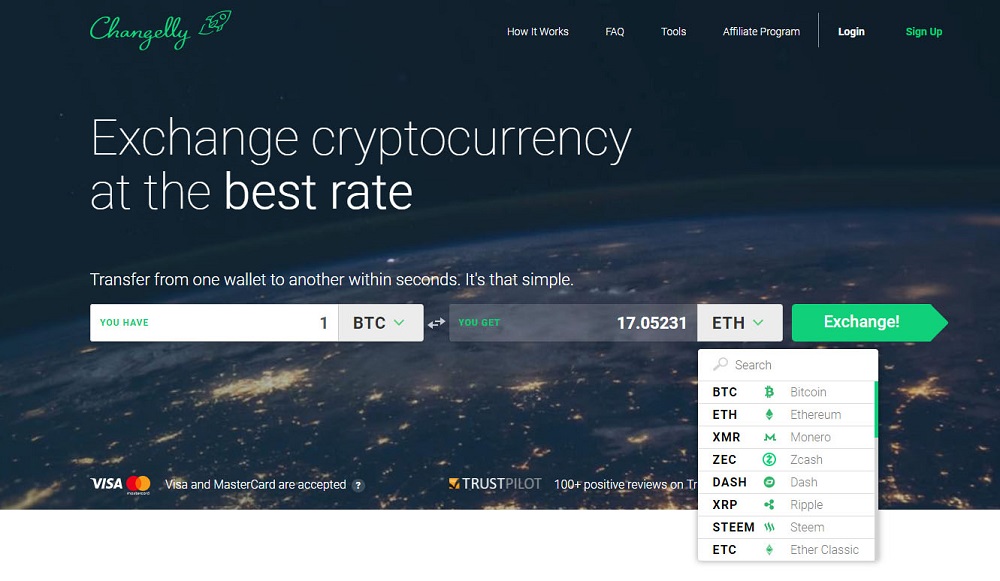 Changelly
How It Works
FAQ
Tools
Affiliate Program
Login
Sign Up
Exchange cryptocurrency
at the best rate
Transfer from one wallet to another within seconds. It's that simple.
YOU HAVE 1 BTC
YOU GET 17.05231 ETH
Exchange!
Search
BTC Bitcoin
ETH Ethereum
XMR Monero
ZEC Zcash
DASH Dash
XRP Ripple
STEEM Steem
ETC Ether Classic
VISA mastercard Visa and MasterCard are accepted ?
TRUSTPILOT 100+ positive reviews on Tr